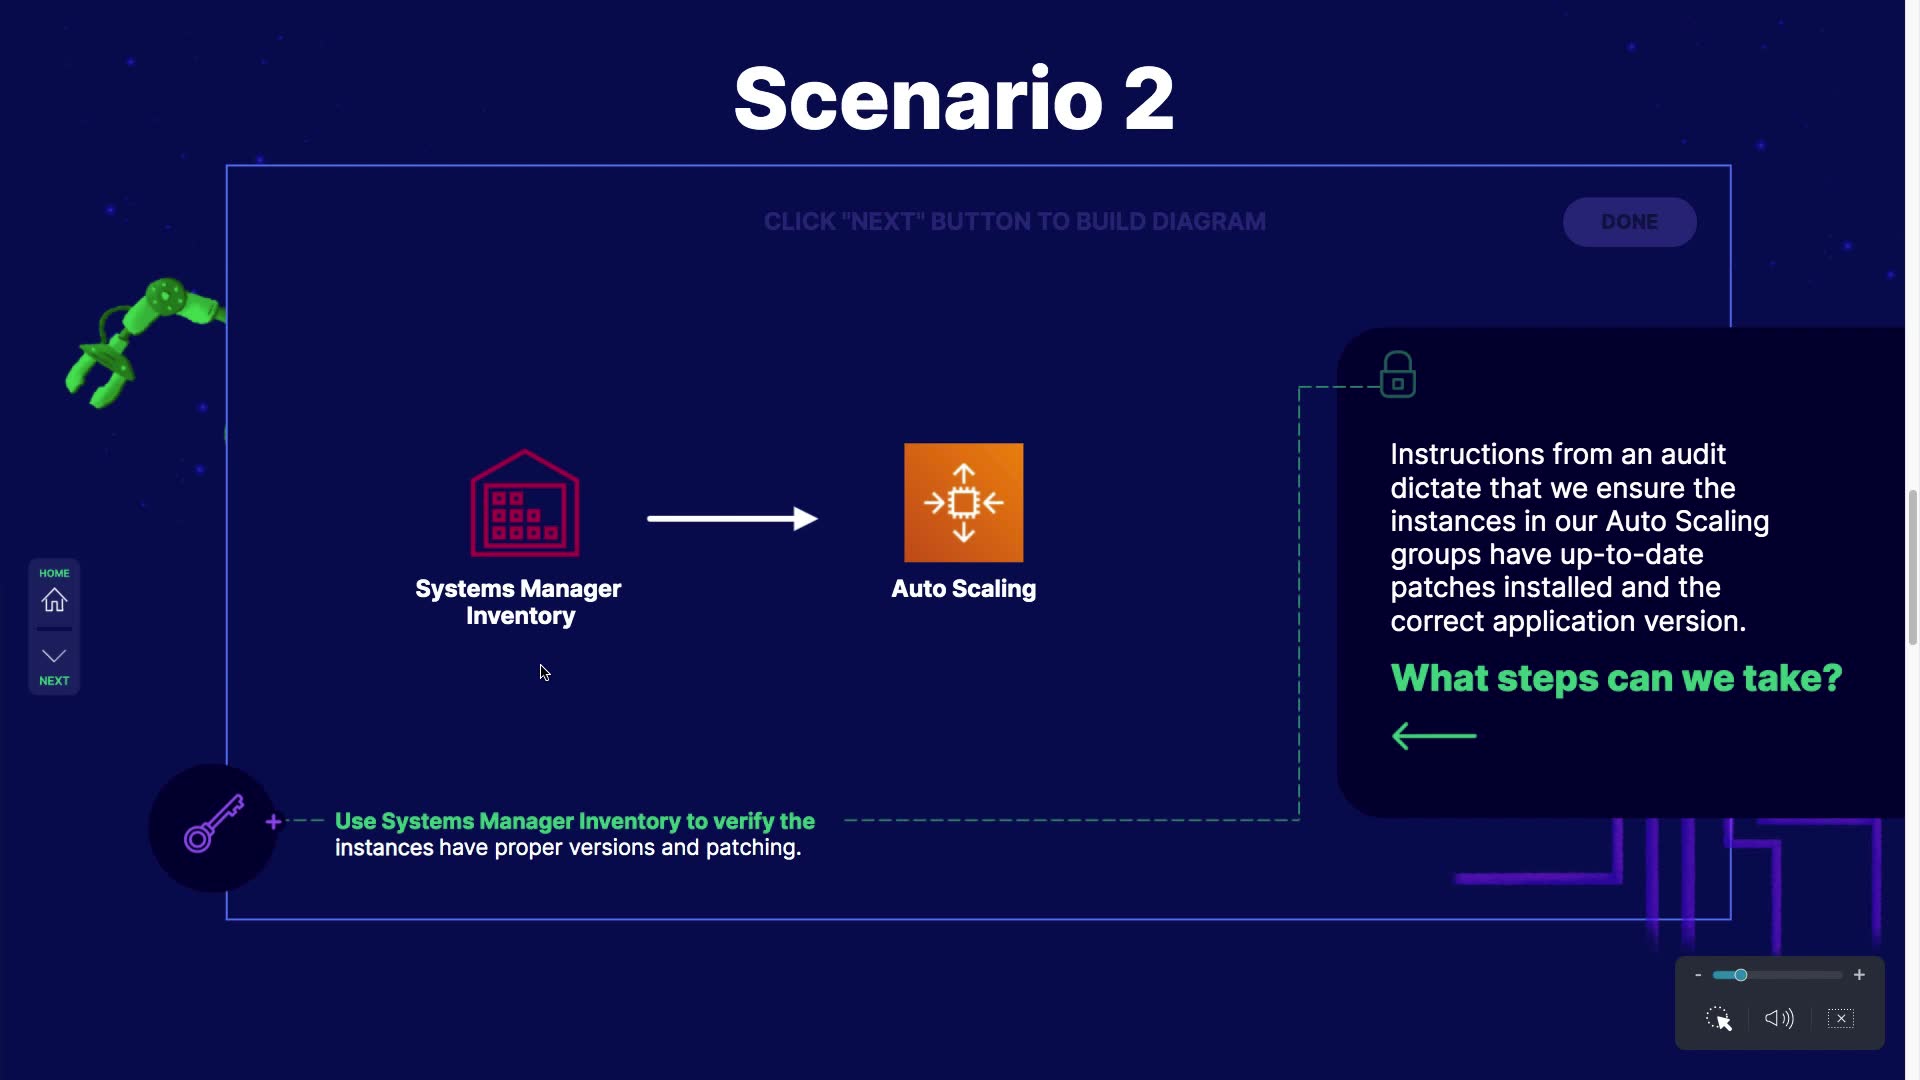 Scenario 2
CLICK "NEXT" BUTTON TO BUILD DIAGRAM
DONE
Systems Manager
Inventory
Auto Scaling
Instructions from an audit
dictate that we ensure the
instances in our Auto Scaling
groups have up-to-date
patches installed and the
correct application version.
What steps can we take?
HOME
NEXT
Use Systems Manager Inventory to verify the
instances have proper versions and patching.